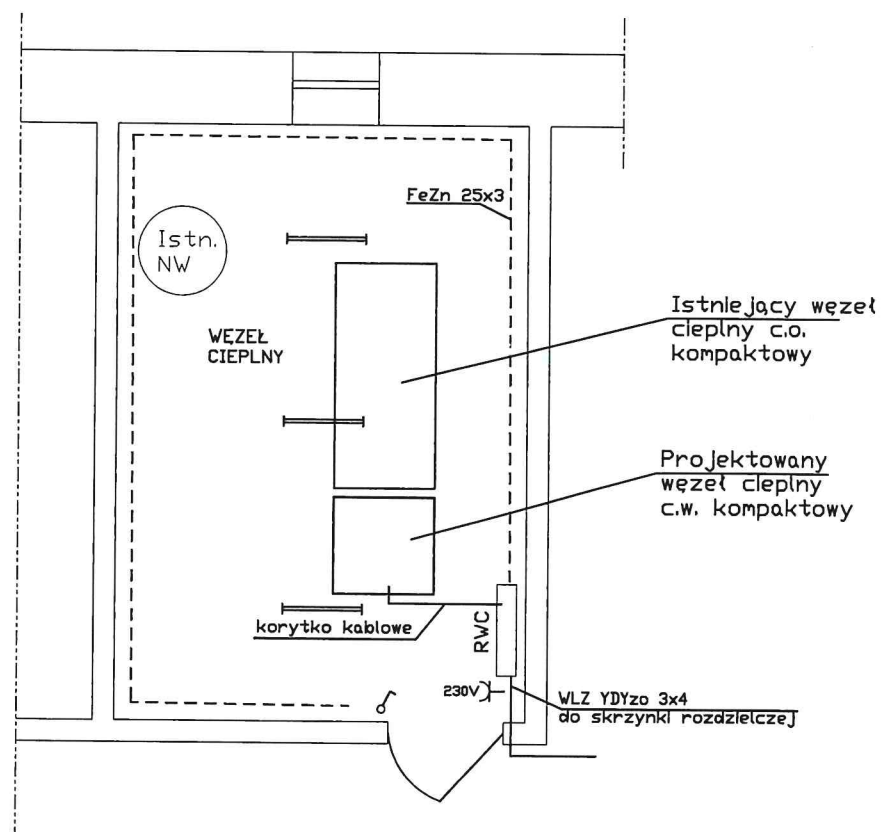 FeZn 25x3
Istn.
NW
WĘZEŁ
CIEPLNY
Istniejący węzeł
cieplny c.o.
kompaktowy
Projektowany
węzeł cieplny
c.w. kompaktowy
korytko kablowe
RWC
230V
WLZ YDYżo 3x4
do skrzynki rozdzielczej